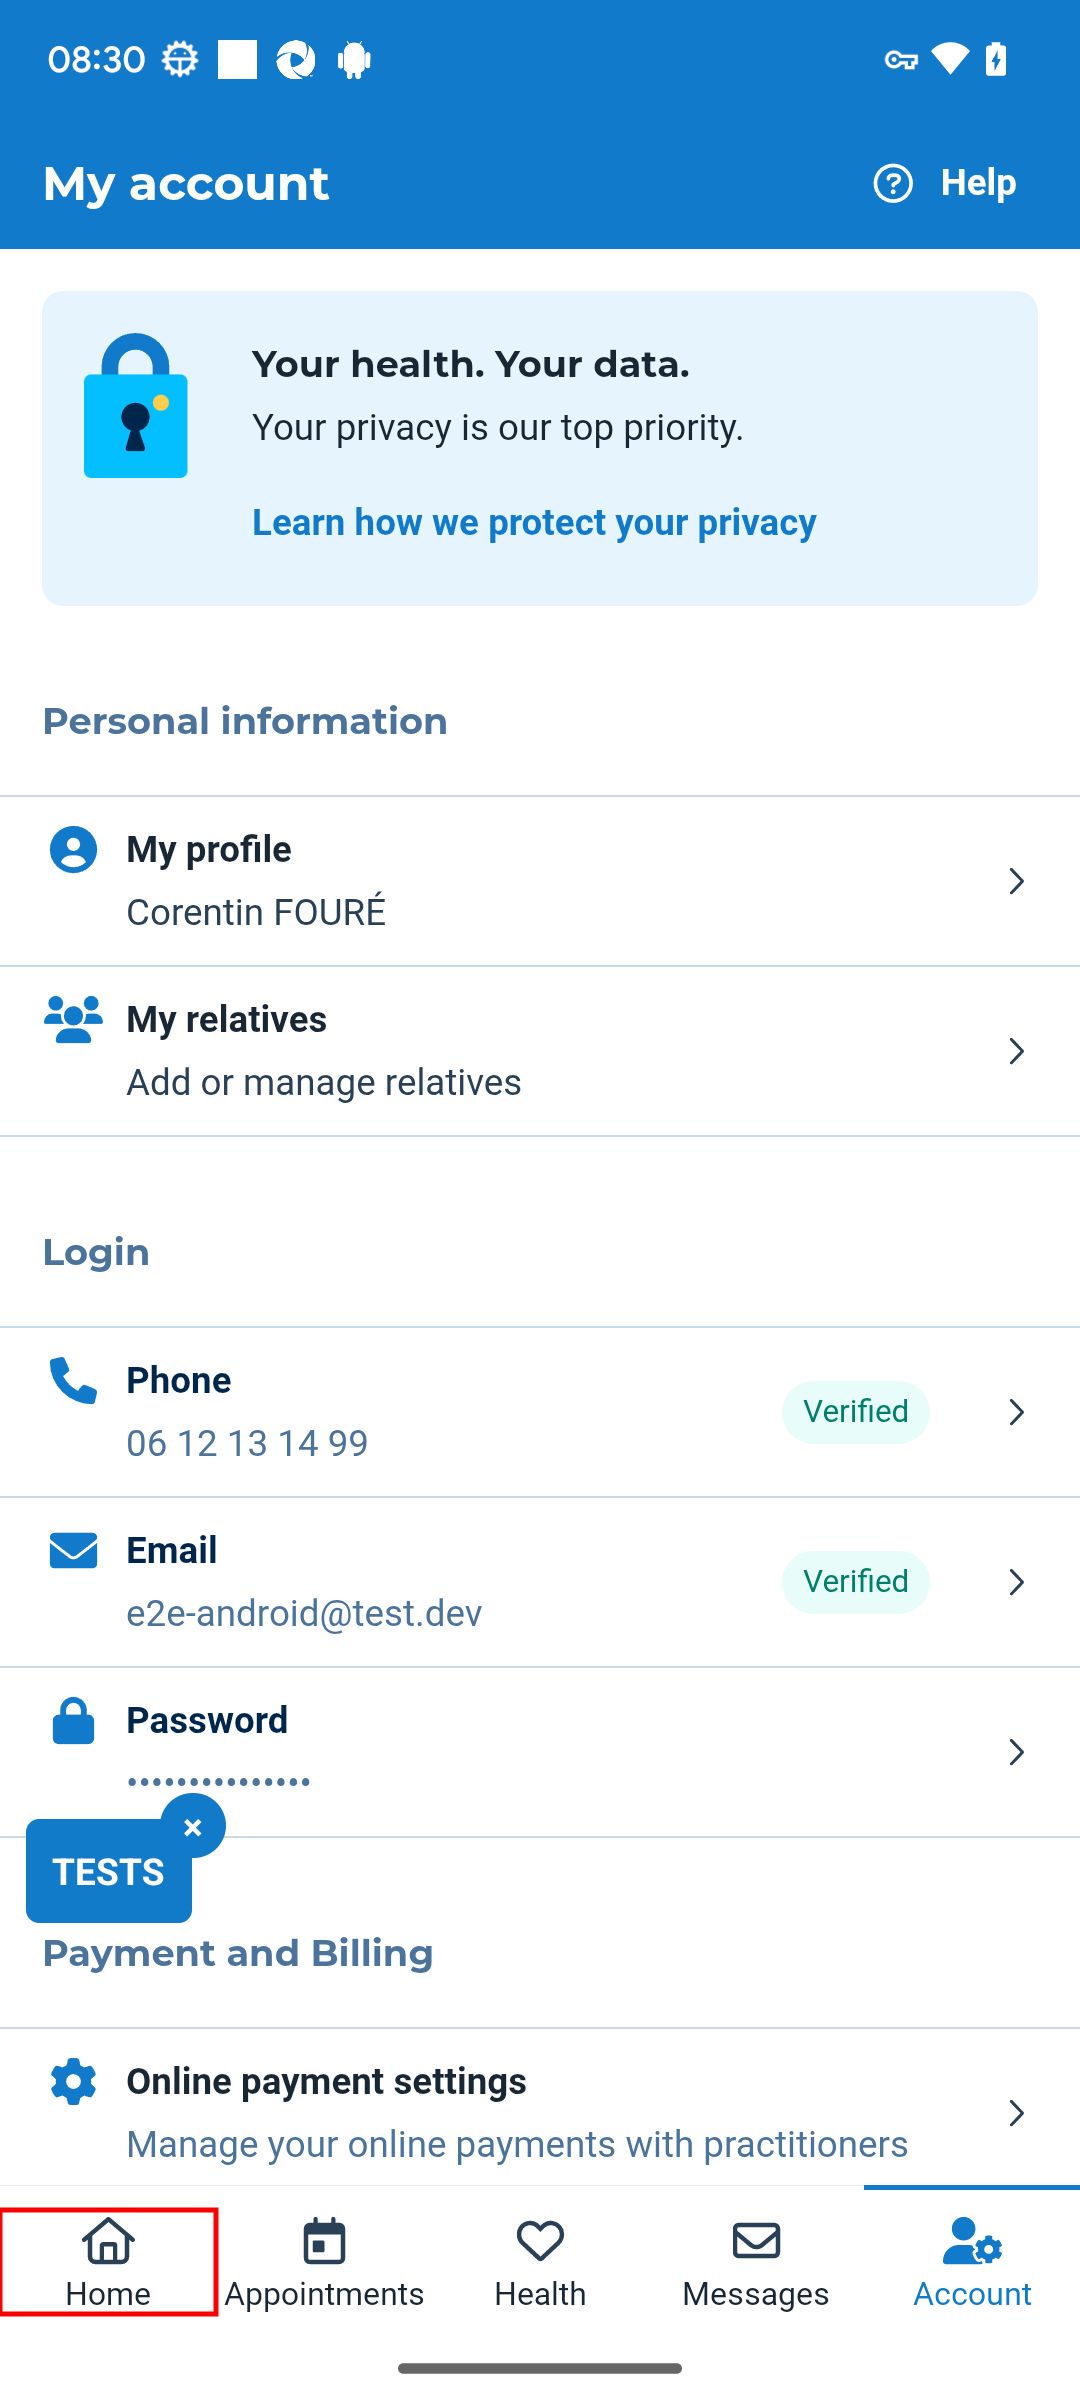 08:30
My account
Help
Your health. Your data.
Your privacy is our top priority.
Learn how we protect your privacy
Personal information
My profile
Corentin FOURÉ
My relatives
Add or manage relatives
Login
Phone
06 12 13 14 99
Verified
Email
e2e-android@test.dev
Verified
Password
•••••••••••••••
TESTS
×
Payment and Billing
Online payment settings
Manage your online payments with practitioners
Home
Appointments
Health
Messages
Account